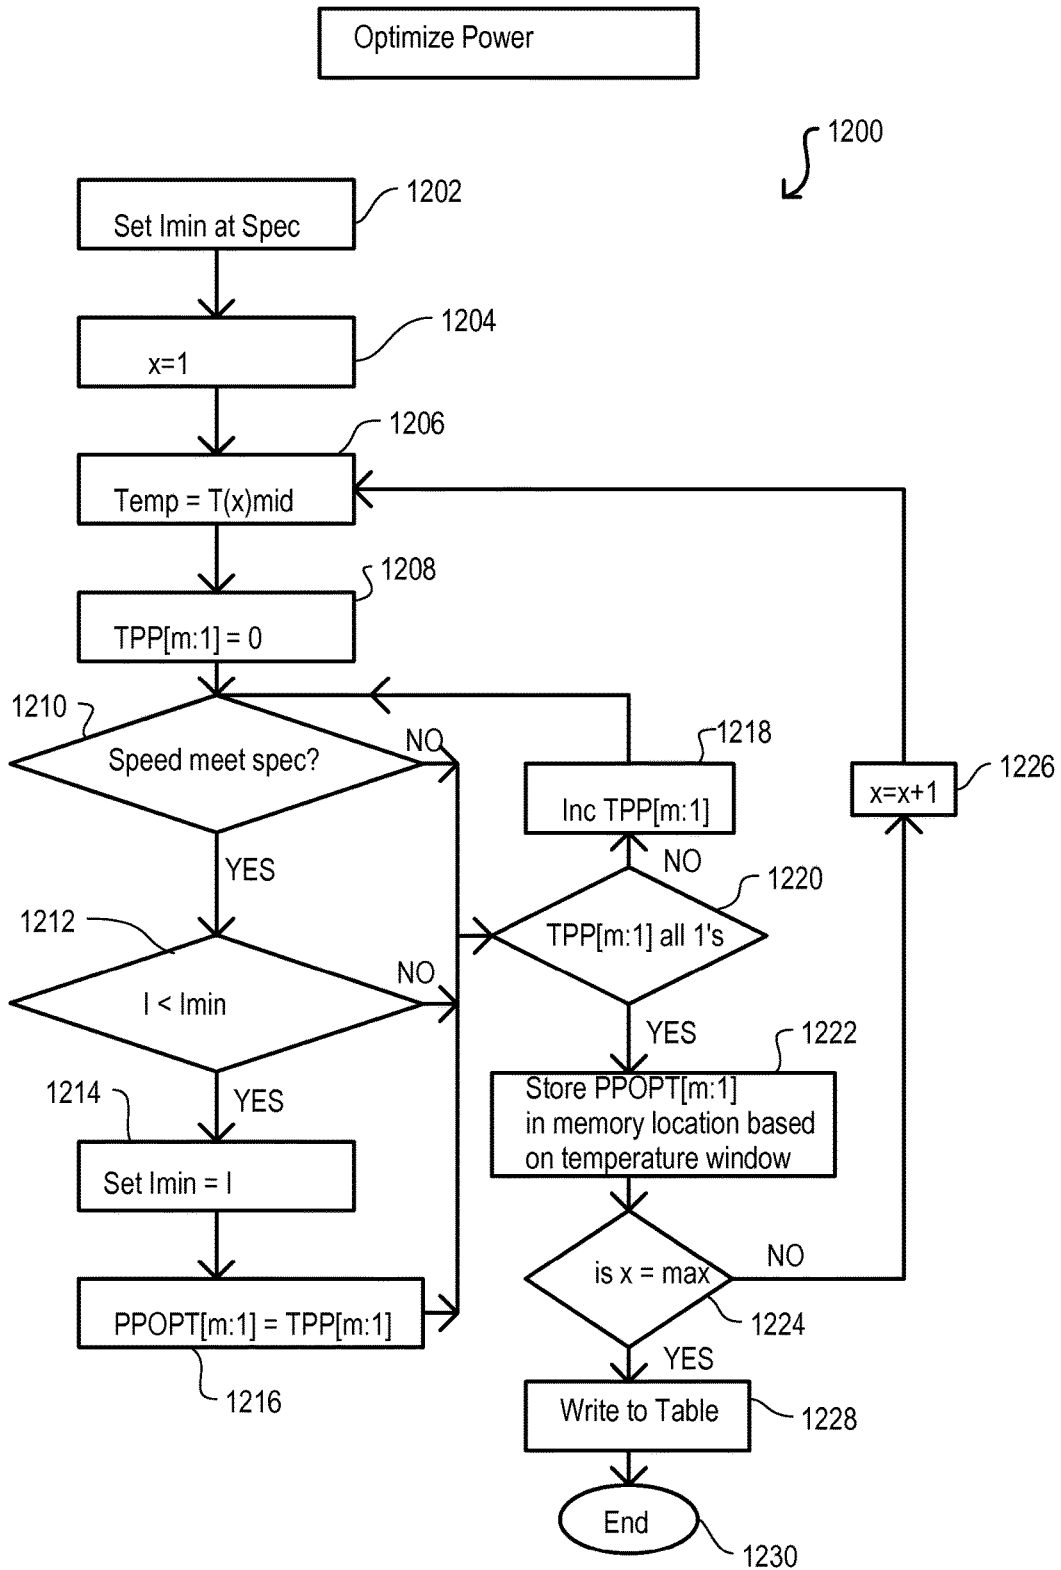 Optimize Power
1200
1202
Set Imin at Spec
1204
x=1
1206
Temp = T(x)mid
1208
TPP[m:1] = 0
1210
Speed meet spec?
NO
YES
1212
I < Imin
NO
YES
1214
Set Imin = I
PPOPT[m:1] = TPP[m:1]
1216
1218
Inc TPP[m:1]
NO
1220
TPP[m:1] all 1's
YES
1222
Store PPOPT[m:1]
in memory location based
on temperature window
is x = max
NO
1224
YES
1226
x=x+1
Write to Table
1228
End
1230